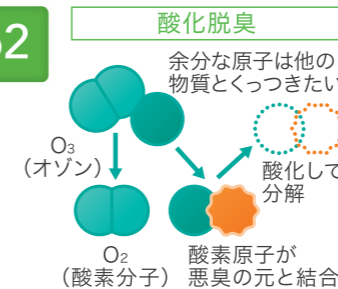 2
酸化脱臭
余分な原子は他の
物質とくっつきたい
O₃
(オゾン)
酸化して
分解
O₂
(酸素分子)
酸素原子が
悪臭の元と結合